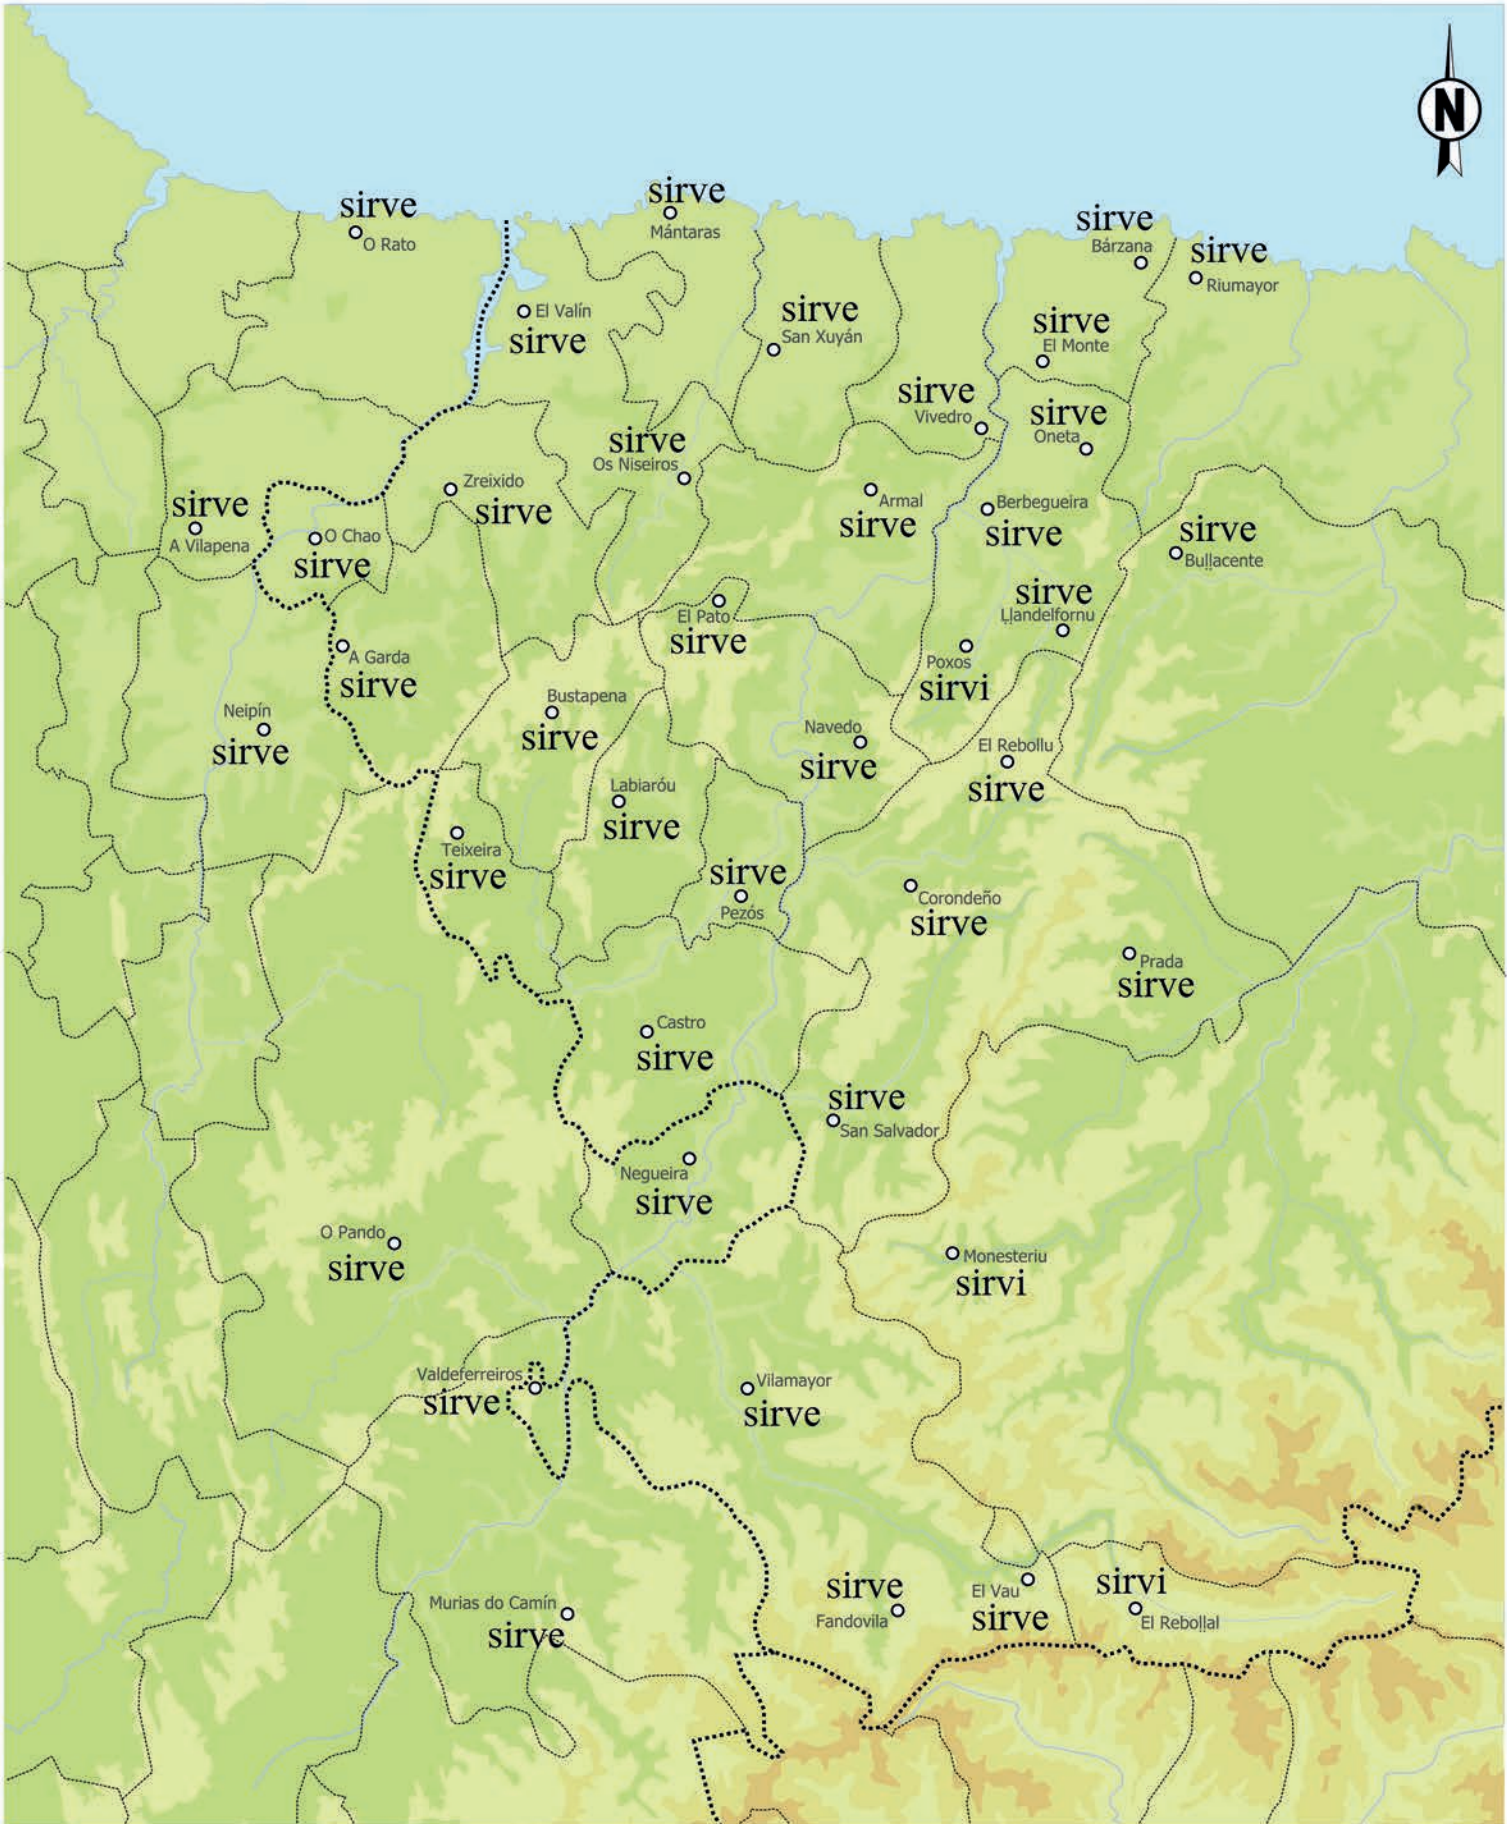 N
sirve
O Rato
sirve
Mántaras
sirve
Bárzana
sirve
Riumayor
El Valín
sirve
sirve
San Xuyán
sirve
El Monte
sirve
Vivedro
sirve
Oneta
sirve
Os Niseiros
sirve
A Vilapena
Zreixido
sirve
Armal
sirve
Berbegueira
sirve
O Chao
sirve
sirve
Buḷḷacente
sirve
Ḷḷandelfornu
El Pato
sirve
A Garda
sirve
Poxos
sirvi
Bustapena
sirve
Neipín
sirve
Navedo
sirve
El Rebollu
sirve
Labiaróu
sirve
Teixeira
sirve
sirve
Pezós
Corondeño
sirve
Prada
sirve
Castro
sirve
sirve
San Salvador
Negueira
sirve
O Pando
sirve
Monesteriu
sirvi
Valdeferreiros
sirve
Vilamayor
sirve
sirve
Fandovila
El Vau
sirve
sirvi
El Reboḷḷal
Murias do Camín
sirve